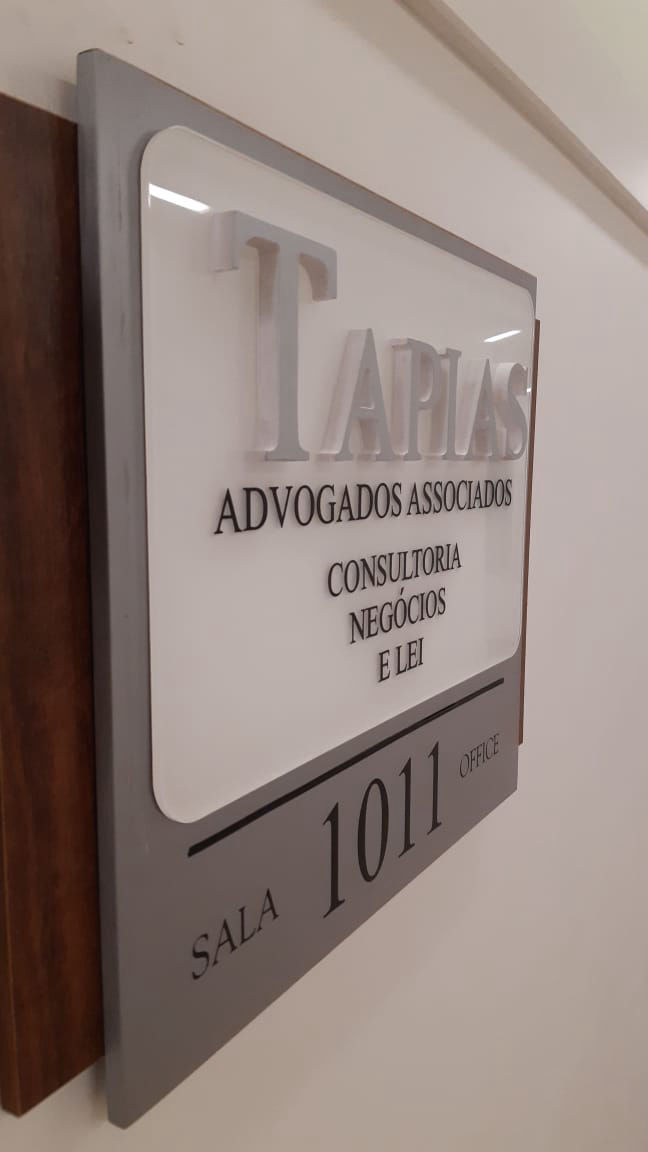 TAPIAS
ADVOGADOS ASSOCIADOS
CONSULTORIA
NEGÓCIOS
E LEI
SALA 1011 OFFICE